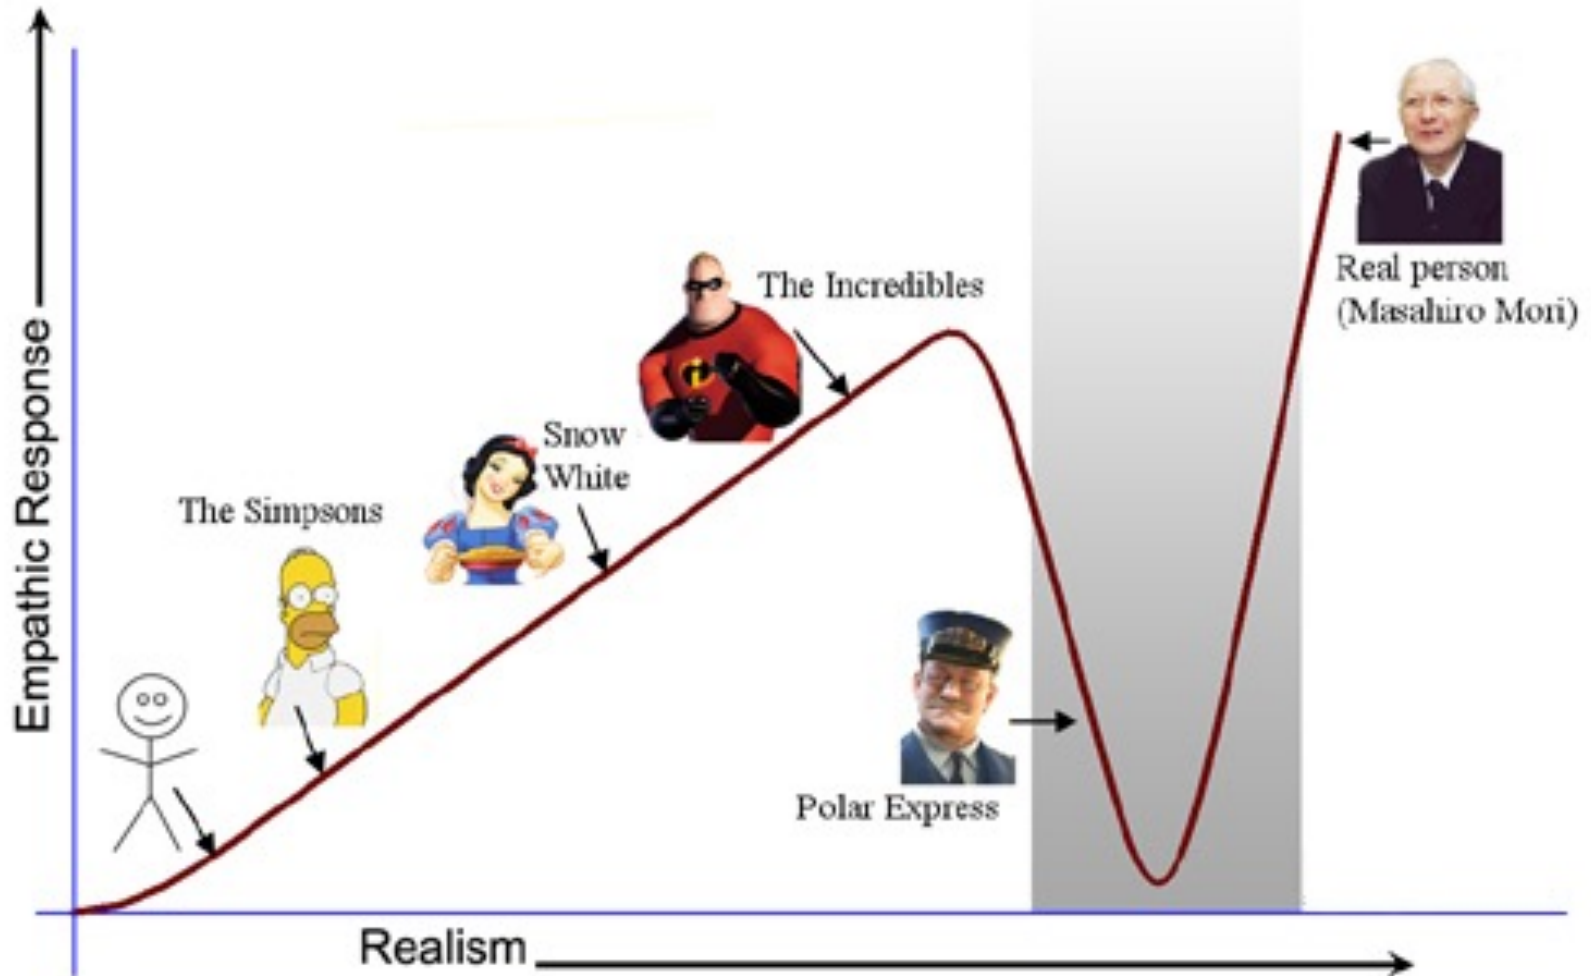 Empathic Response
The Simpsons
Snow
White
The Incredibles
Polar Express
Real person
(Masahiro Mori)
Realism